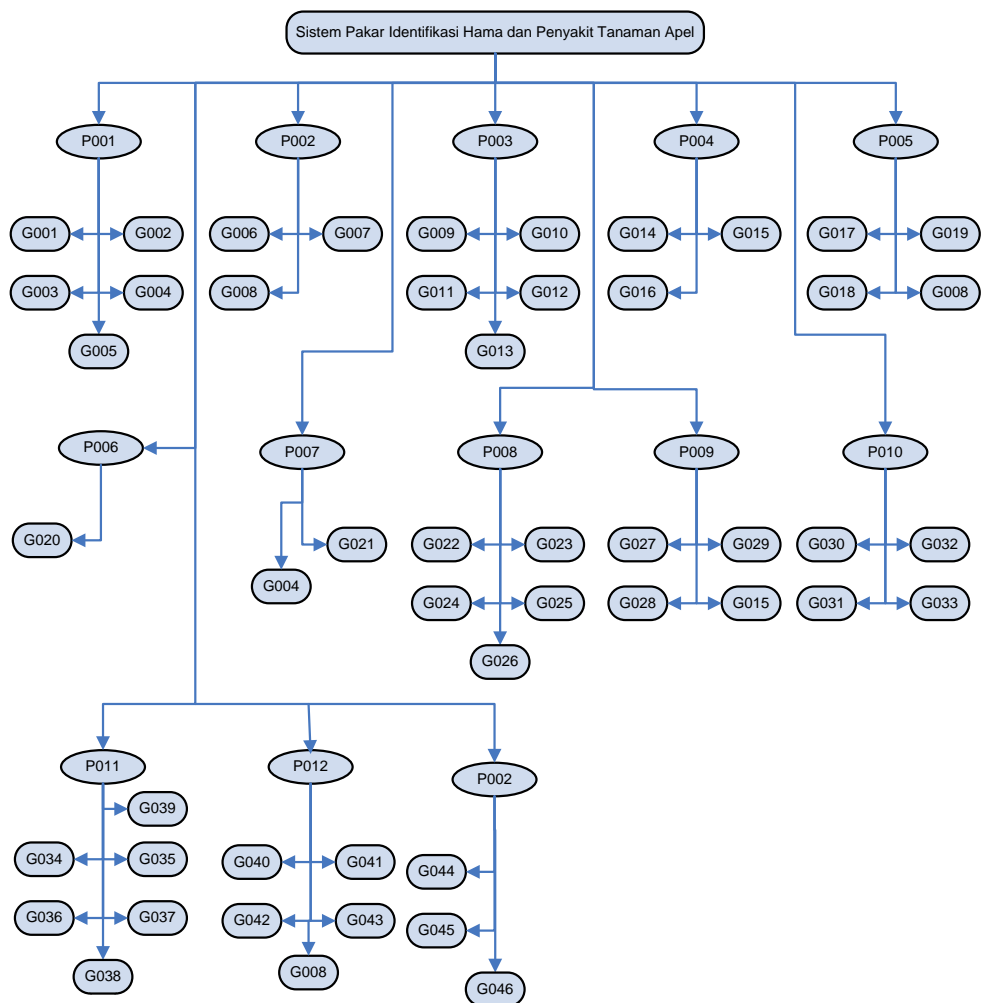 Sistem Pakar Identifikasi Hama dan Penyakit Tanaman Apel
P001
P002
P003
P004
P005
G001
G002
G006
G007
G009
G010
G014
G015
G017
G019
G003
G004
G008
G011
G012
G016
G018
G008
G005
G013
P006
P007
P008
P009
P010
G020
G021
G022
G023
G027
G029
G030
G032
G004
G024
G025
G028
G015
G031
G033
G026
P011
P012
P002
G039
G034
G035
G040
G041
G044
G036
G037
G042
G043
G045
G038
G008
G046